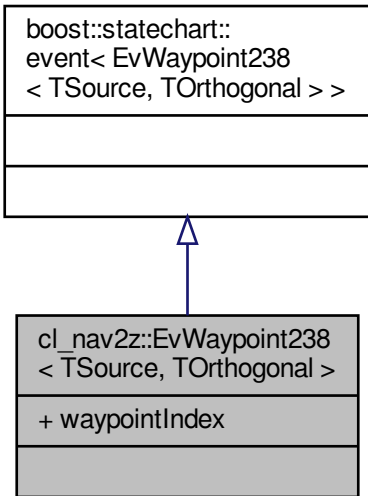 boost::statechart::
event< EvWaypoint238
< TSource, TOrthogonal > >
cl_nav2z::EvWaypoint238
< TSource, TOrthogonal >
+ waypointIndex